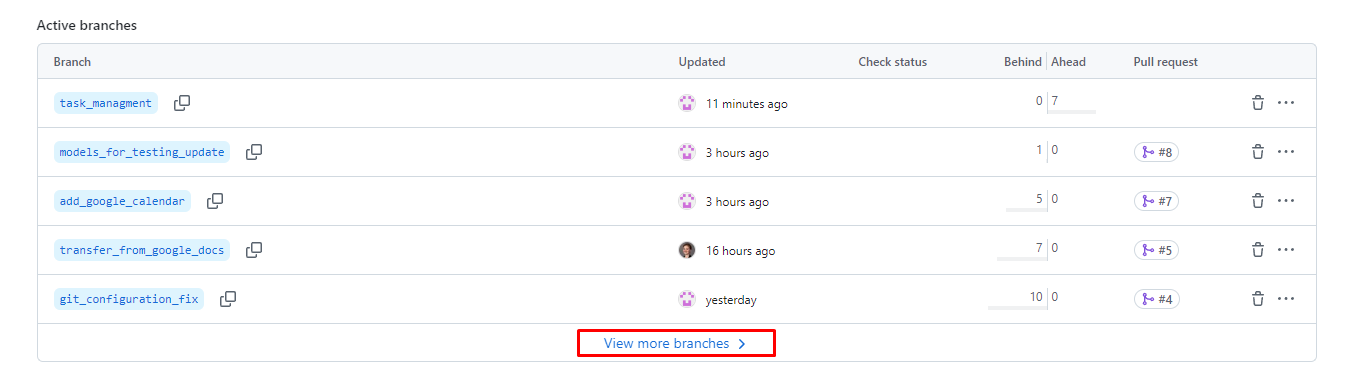 Active branches
Branch Updated Check status Behind Ahead Pull request
task_managment 11 minutes ago 0 7
models_for_testing_update 3 hours ago 1 0 #8
add_google_calendar 3 hours ago 5 0 #7
transfer_from_google_docs 16 hours ago 7 0 #5
git_configuration_fix yesterday 10 0 #4
View more branches